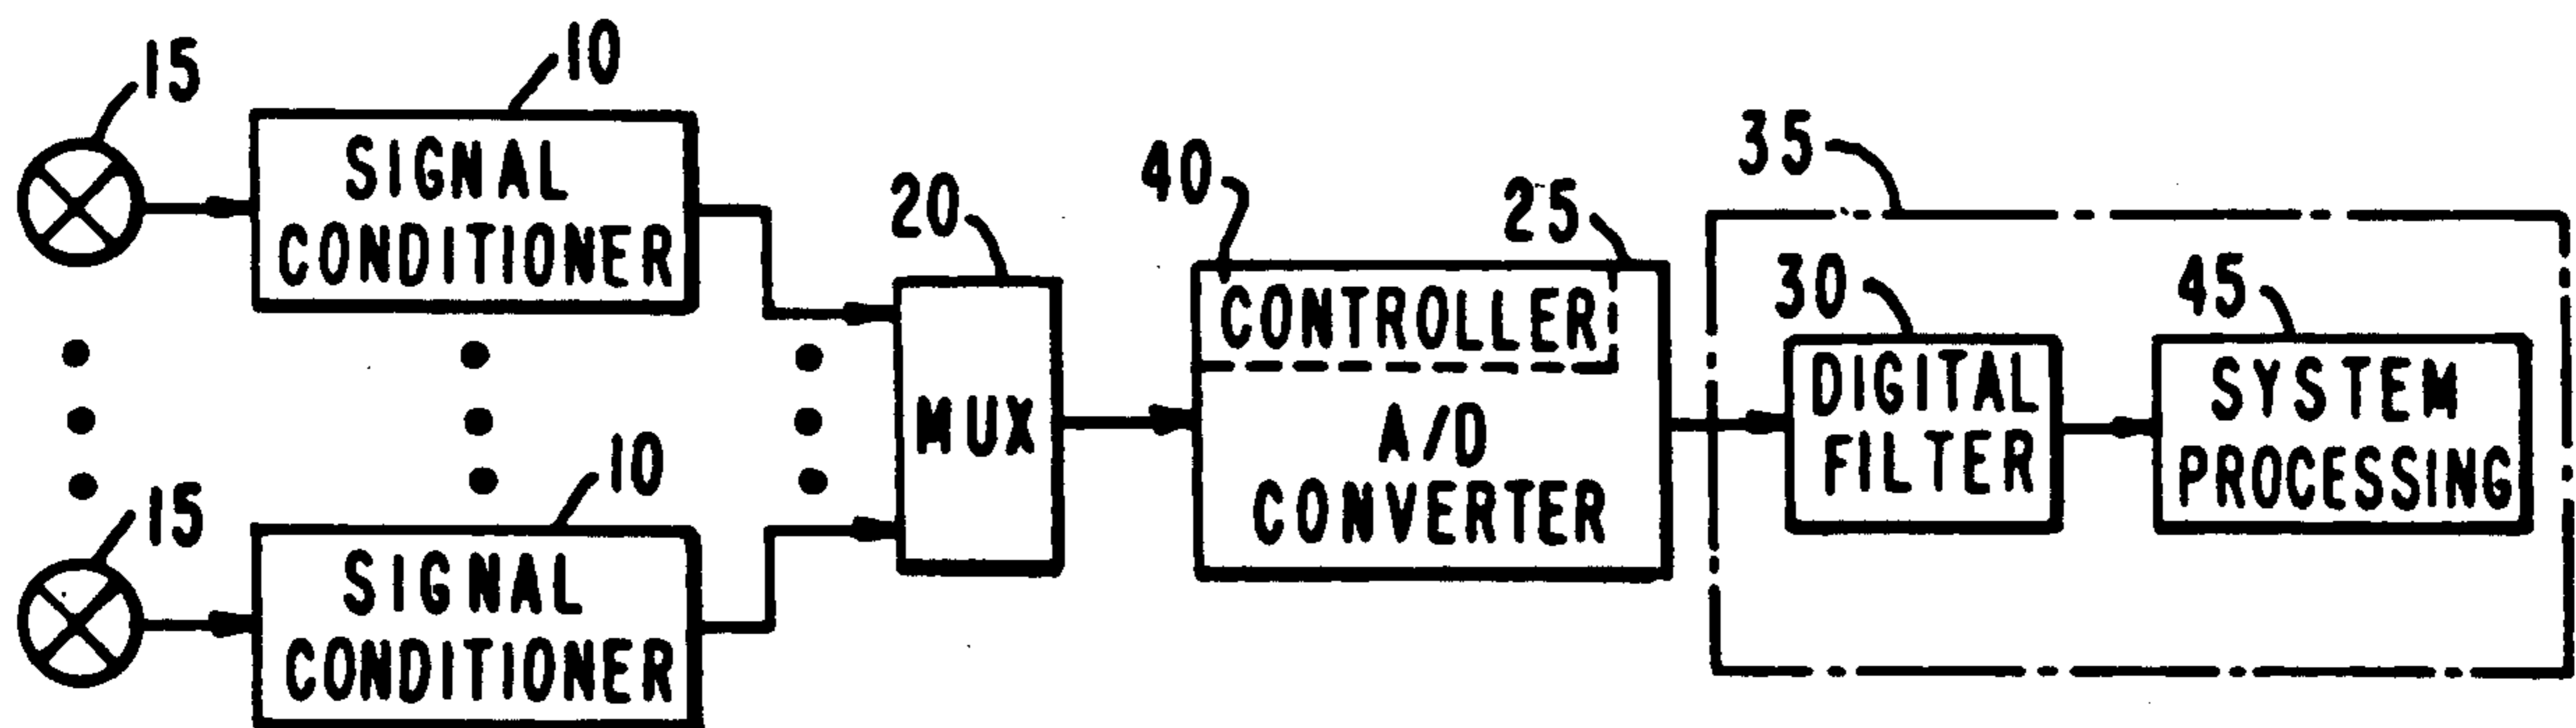 15
10
SIGNAL
CONDITIONER
20
MUX
40
25
CONTROLLER
A/D
CONVERTER
35
30
DIGITAL
FILTER
45
SYSTEM
PROCESSING
15
10
SIGNAL
CONDITIONER